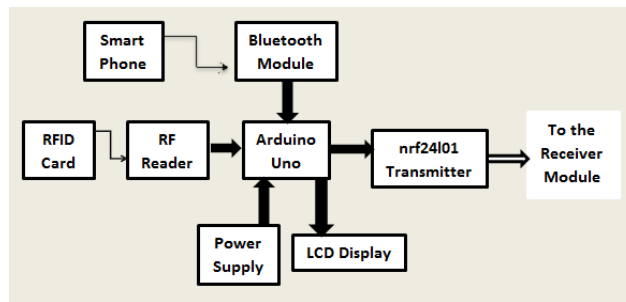 Smart
Phone
Bluetooth
Module
RFID
Card
RF
Reader
Arduino
Uno
nrf24l01
Transmitter
To the
Receiver
Module
Power
Supply
LCD Display